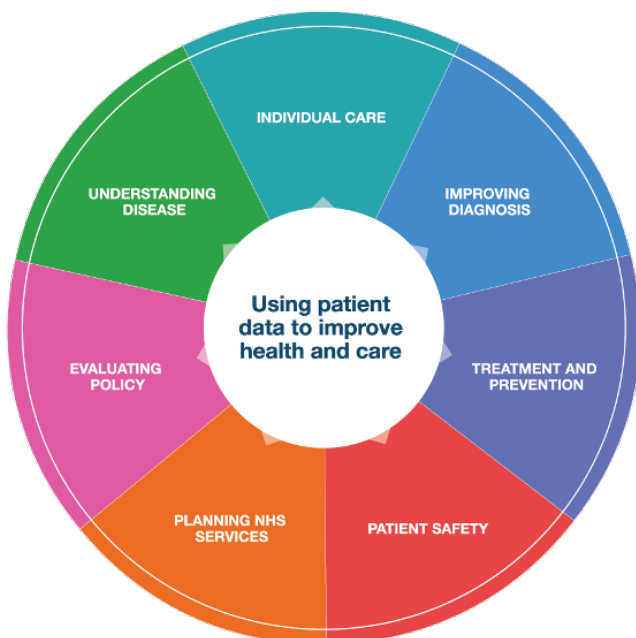 INDIVIDUAL CARE
IMPROVING
DIAGNOSIS
TREATMENT AND
PREVENTION
PATIENT SAFETY
PLANNING NHS
SERVICES
EVALUATING
POLICY
UNDERSTANDING
DISEASE
Using patient
data to improve
health and care